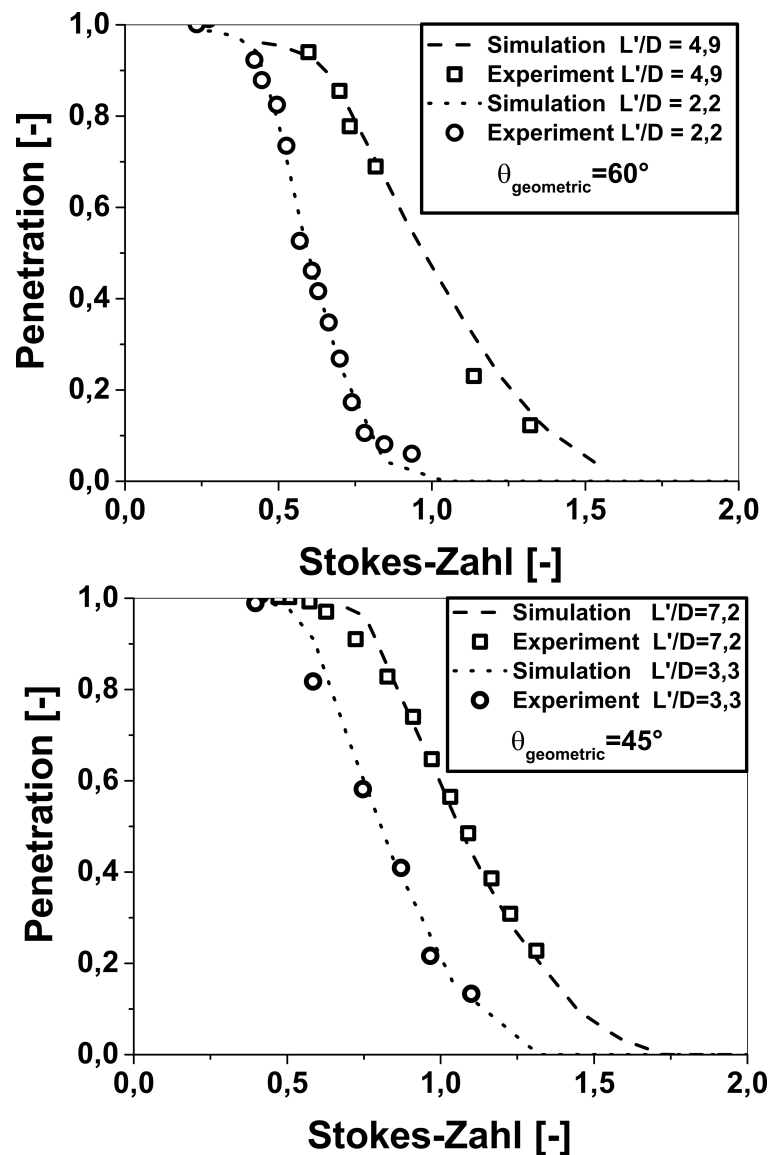 1,0
0,8
0,6
0,4
0,2
0,0
Penetration [-]
Simulation L'/D = 4,9
Experiment L'/D = 4,9
Simulation L'/D = 2,2
Experiment L'/D = 2,2
θgeometric=60°
0,0 0,5 1,0 1,5 2,0
Stokes-Zahl [-]
1,0
0,8
0,6
0,4
0,2
0,0
Penetration [-]
Simulation L'/D=7,2
Experiment L'/D=7,2
Simulation L'/D=3,3
Experiment L'/D=3,3
θgeometric=45°
0,0 0,5 1,0 1,5 2,0
Stokes-Zahl [-]